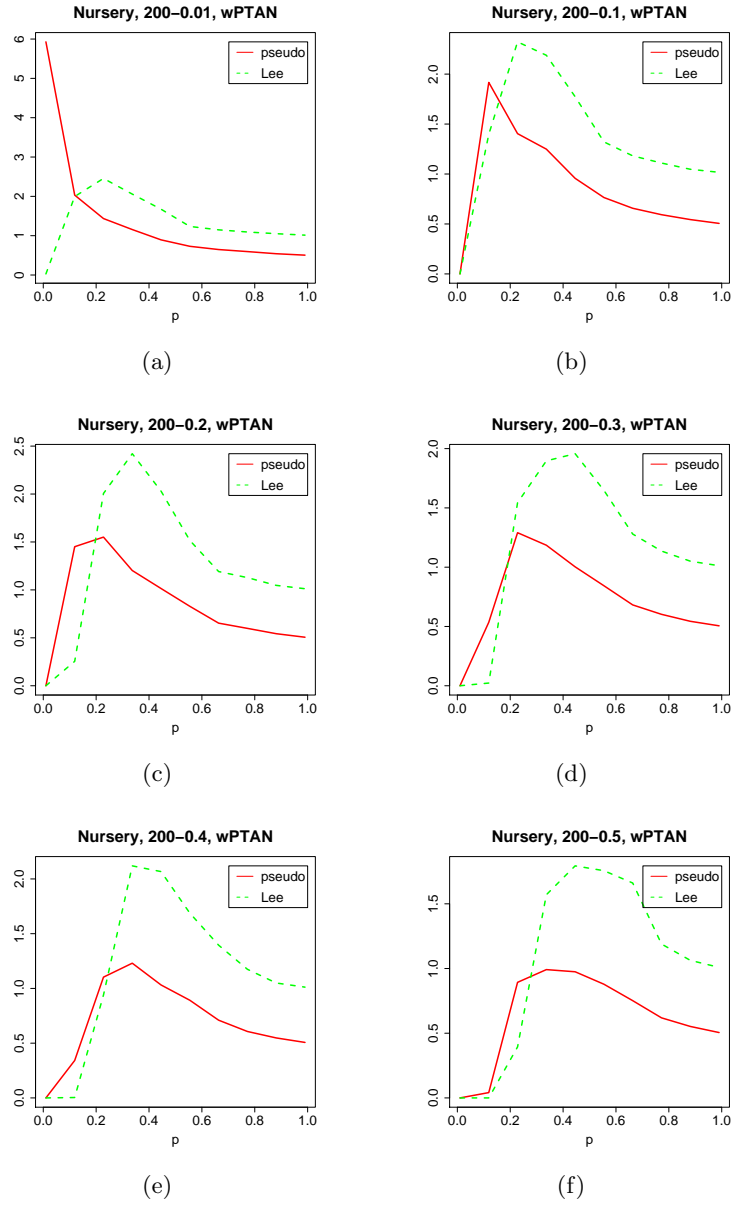 Nursery, 200−0.01, wPTAN
pseudo
Lee
0 1 2 3 4 5 6
0.0 0.2 0.4 0.6 0.8 1.0
p
(a)
Nursery, 200−0.1, wPTAN
pseudo
Lee
0.0 0.5 1.0 1.5 2.0
0.0 0.2 0.4 0.6 0.8 1.0
p
(b)
Nursery, 200−0.2, wPTAN
pseudo
Lee
0.0 0.5 1.0 1.5 2.0 2.5
0.0 0.2 0.4 0.6 0.8 1.0
p
(c)
Nursery, 200−0.3, wPTAN
pseudo
Lee
0.0 0.5 1.0 1.5 2.0
0.0 0.2 0.4 0.6 0.8 1.0
p
(d)
Nursery, 200−0.4, wPTAN
pseudo
Lee
0.0 0.5 1.0 1.5 2.0
0.0 0.2 0.4 0.6 0.8 1.0
p
(e)
Nursery, 200−0.5, wPTAN
pseudo
Lee
0.0 0.5 1.0 1.5
0.0 0.2 0.4 0.6 0.8 1.0
p
(f)